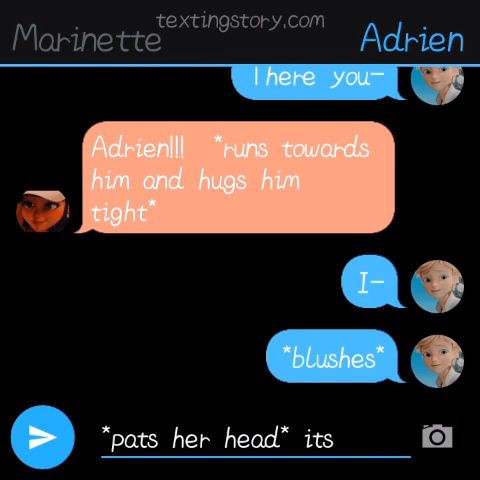 textingstory.com
Marinette
Adrien
There you-
Adrien!!! *runs towards
him and hugs him
tight*
I-
*blushes*
*pats her head* its